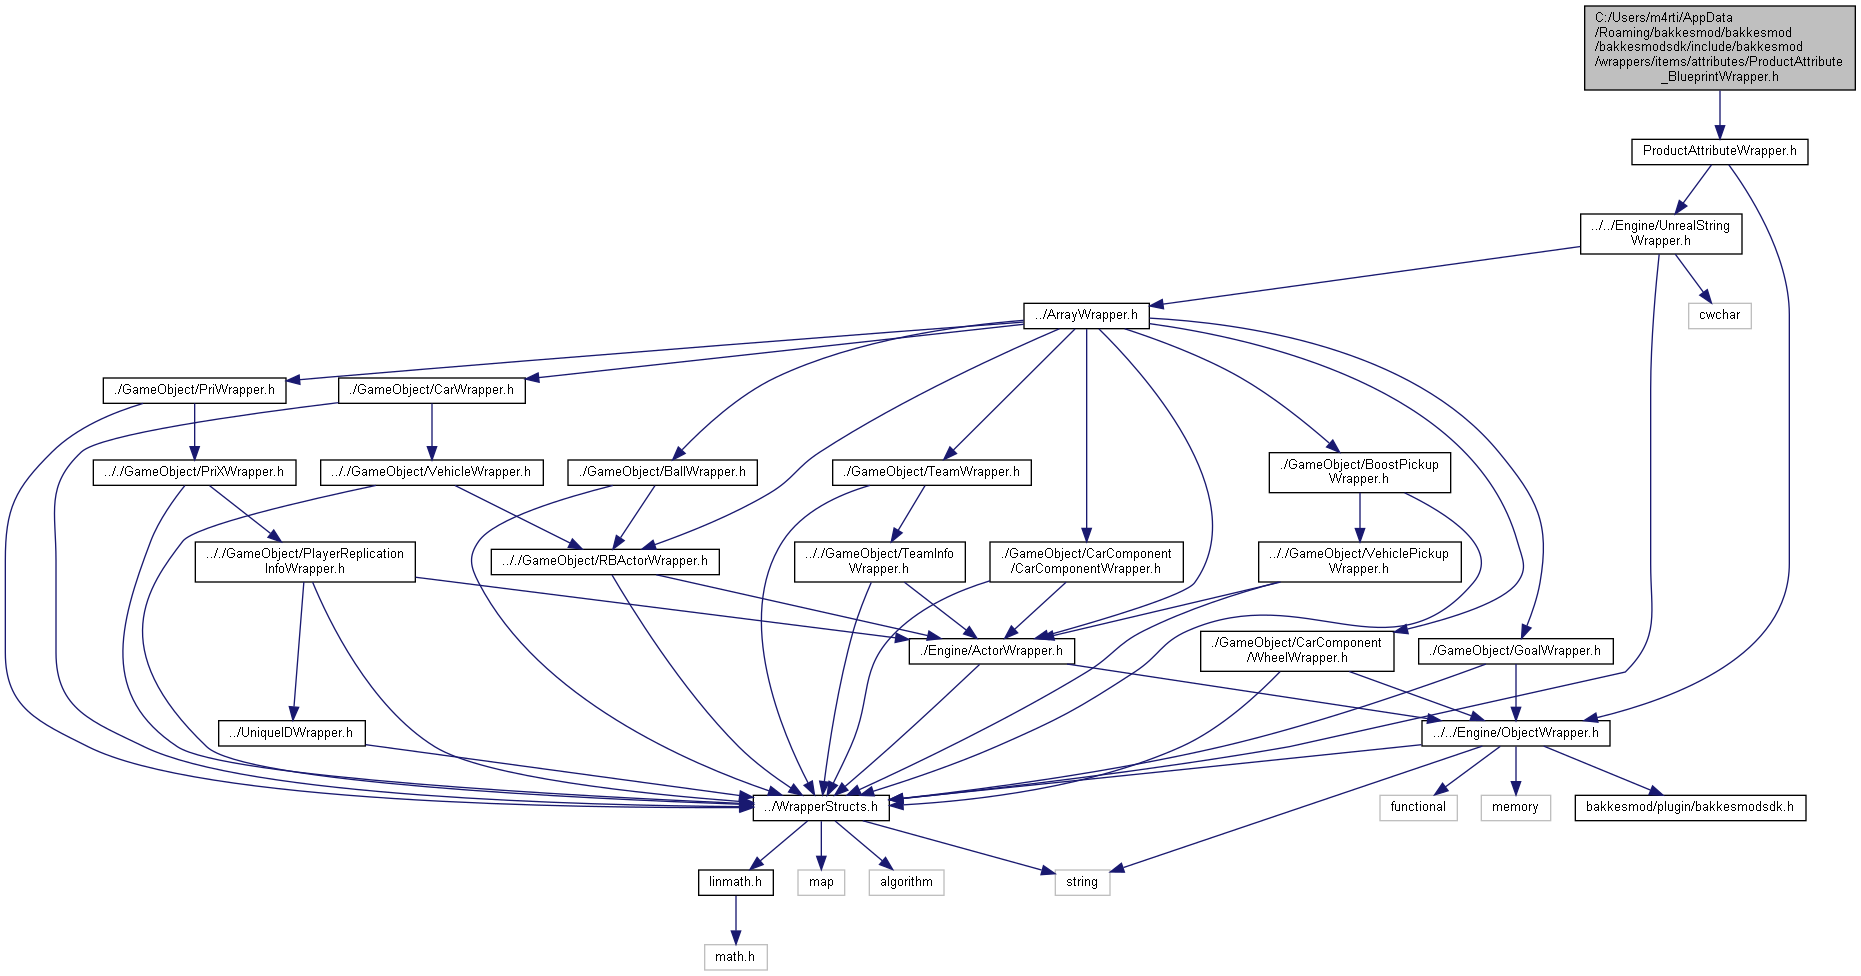 C:/Users/m4rti/AppData
/Roaming/bakkesmod/bakkesmod
/bakkesmodsdk/include/bakkesmod
/wrappers/items/attributes/ProductAttribute
_BlueprintWrapper.h
ProductAttributeWrapper.h
../../Engine/UnrealString
Wrapper.h
../ArrayWrapper.h
cwchar
./GameObject/PriWrapper.h
./GameObject/CarWrapper.h
.././GameObject/PriXWrapper.h
.././GameObject/VehicleWrapper.h
./GameObject/BallWrapper.h
./GameObject/TeamWrapper.h
./GameObject/BoostPickup
Wrapper.h
.././GameObject/PlayerReplication
InfoWrapper.h
.././GameObject/RBActorWrapper.h
.././GameObject/TeamInfo
Wrapper.h
./GameObject/CarComponent
/CarComponentWrapper.h
.././GameObject/VehiclePickup
Wrapper.h
./Engine/ActorWrapper.h
./GameObject/CarComponent
/WheelWrapper.h
./GameObject/GoalWrapper.h
../UniqueIDWrapper.h
../../Engine/ObjectWrapper.h
../WrapperStructs.h
functional
memory
bakkesmod/plugin/bakkesmodsdk.h
linmath.h
map
algorithm
string
math.h